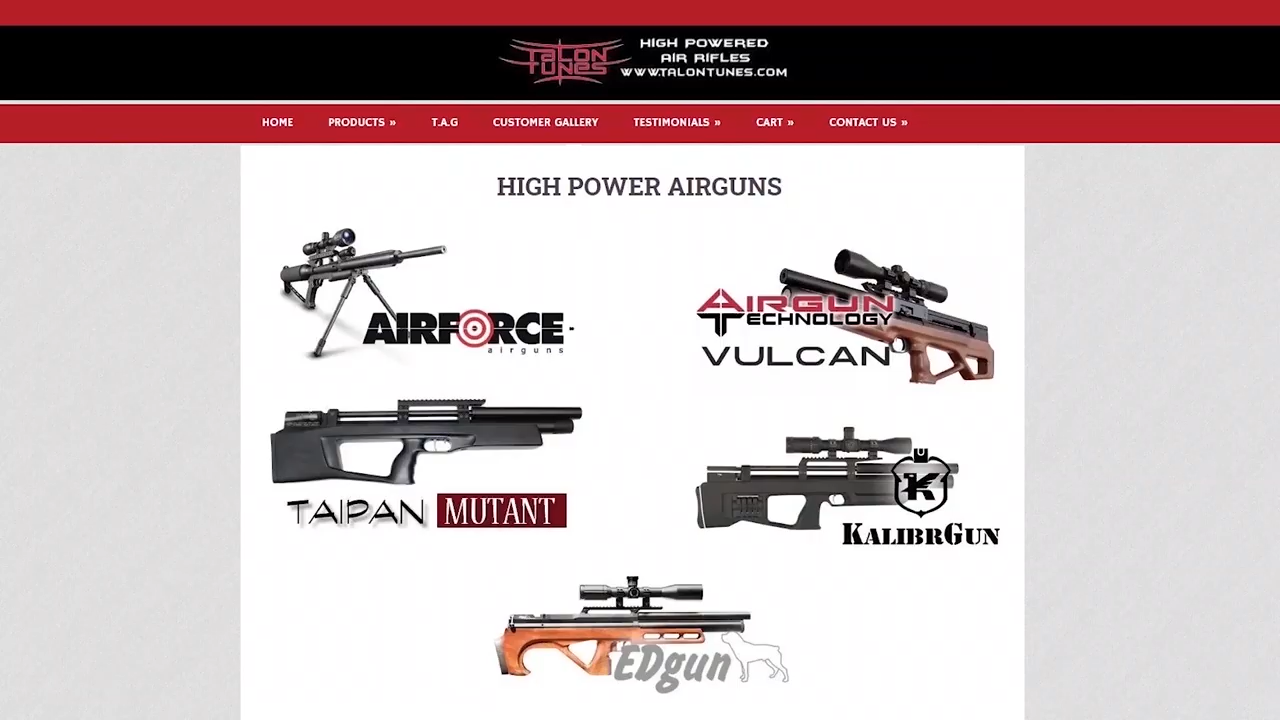 TALON
TUNES
HIGH POWERED
AIR RIFLES
WWW.TALONTUNES.COM
HOME PRODUCTS » T.A.G CUSTOMER GALLERY TESTIMONIALS » CART » CONTACT US »
HIGH POWER AIRGUNS
AIRFORCE
airguns
AIRGUN
TECHNOLOGY
VULCAN
TAIPAN MUTANT
K
KALIBRGUN
EDgun